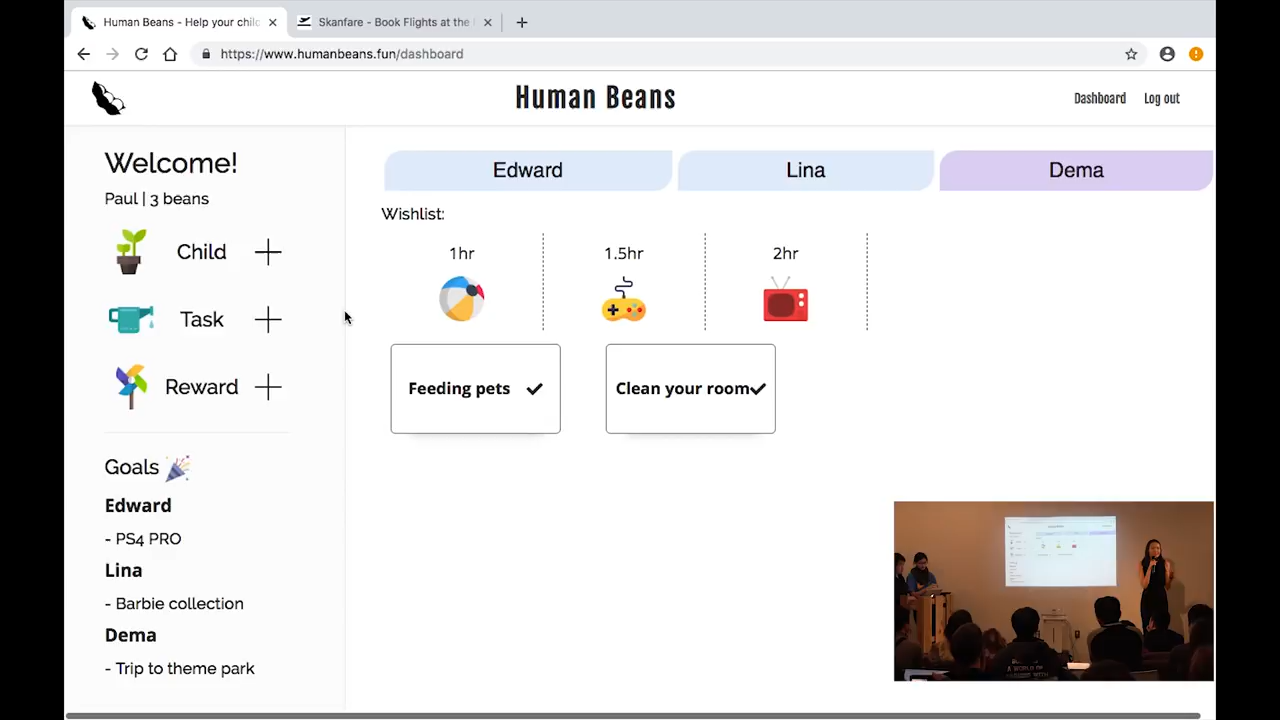 Human Beans - Help your chilc
Skanfare - Book Flights at the
https://www.humanbeans.fun/dashboard
Human Beans
Dashboard
Log out
Welcome!
Paul | 3 beans
Child
Task
Reward
Goals
Edward
- PS4 PRO
Lina
- Barbie collection
Dema
- Trip to theme park
Edward
Lina
Dema
Wishlist:
1hr
1.5hr
2hr
Feeding pets
Clean your room